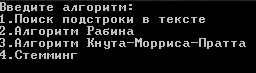 Введите алгоритм:
1.Поиск подстроки в тексте
2.Алгоритм Рабина
3.Алгоритм Кнута-Морриса-Пратта
4.Стемминг